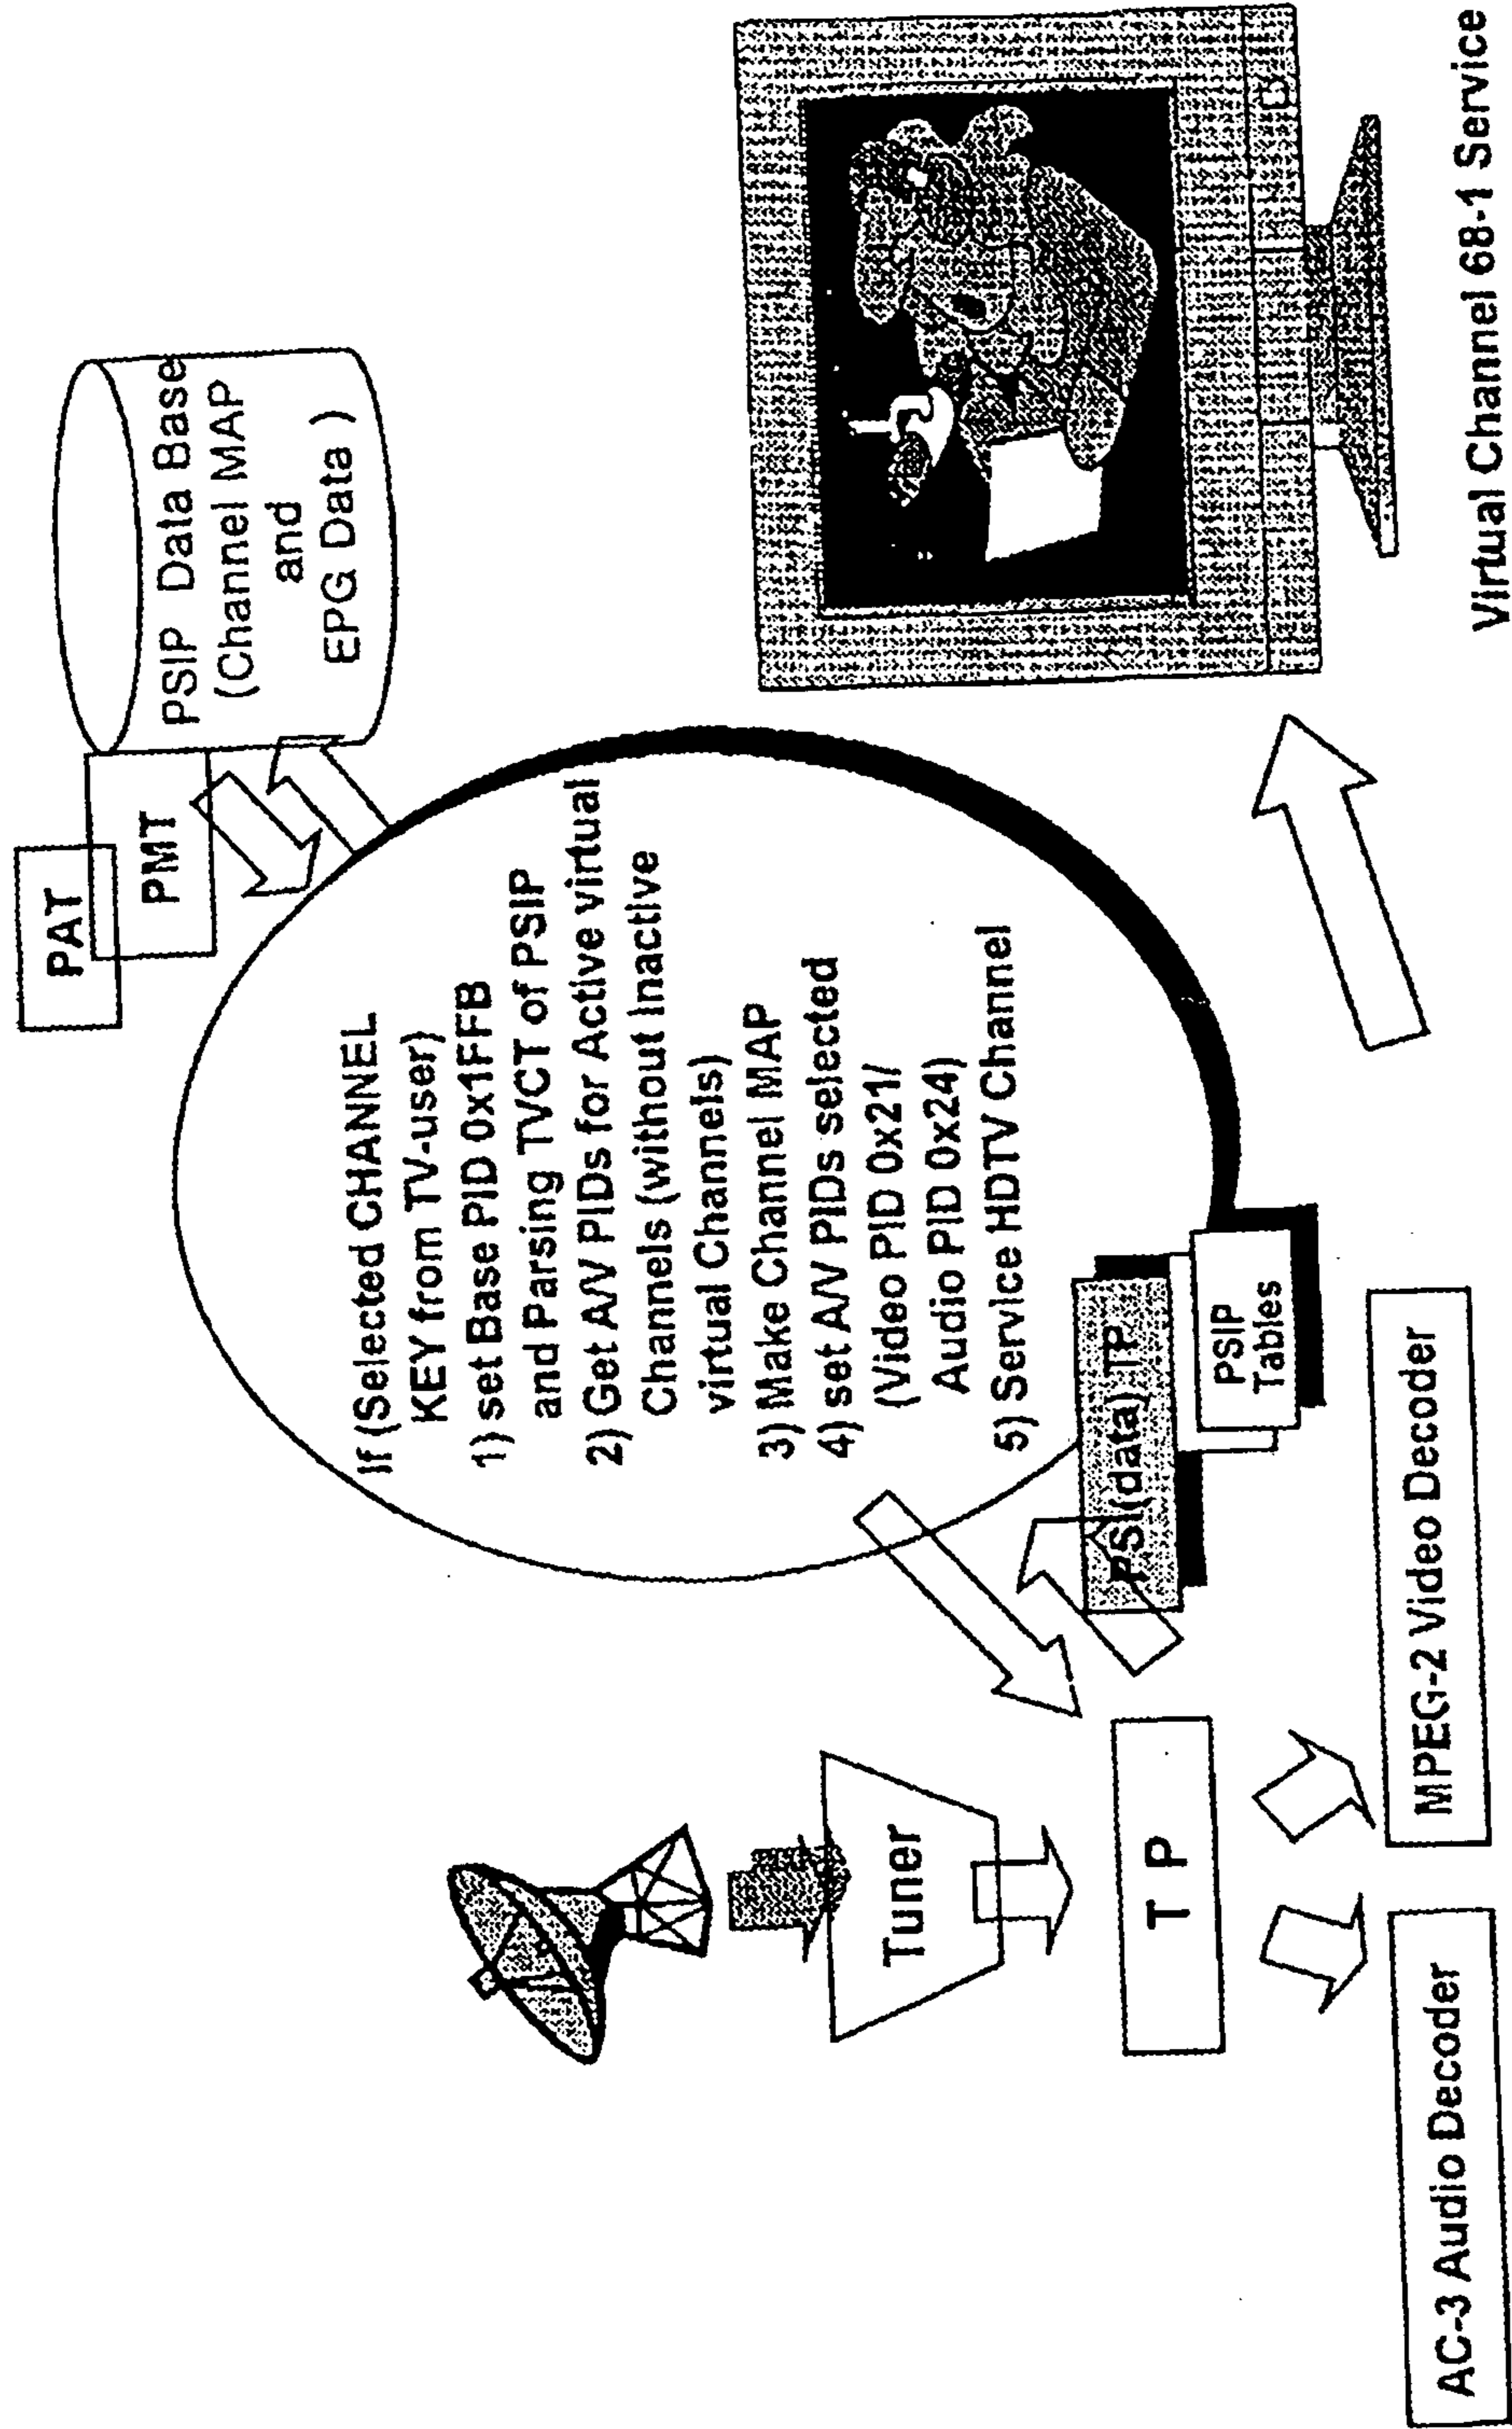 PAT
PMT
PSIP Data Base
(Channel MAP
and
EPG Data )
If (Selected CHANNEL
KEY from TV-user)
1) set Base PID 0x1FFB
and Parsing TVCT of PSIP
2) Get A/V PIDs for Active virtual
Channels (without Inactive
virtual Channels)
3) Make Channel MAP
4) set A/V PIDs selected
(Video PID 0x21/
Audio PID 0x24)
5) Service HDTV Channel
Tuner
T P
PSI(data) TP
PSIP
Tables
AC-3 Audio Decoder
MPEG-2 Video Decoder
Virtual Channel 68-1 Service